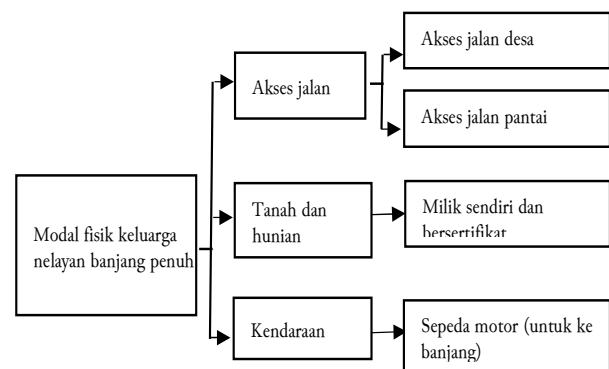 Akses jalan desa
Akses jalan
Akses jalan pantai
Modal fisik keluarga
nelayan banjang penuh
Tanah dan
hunian
Milik sendiri dan
bersertifikat
Kendaraan
Sepeda motor (untuk ke
banjang)